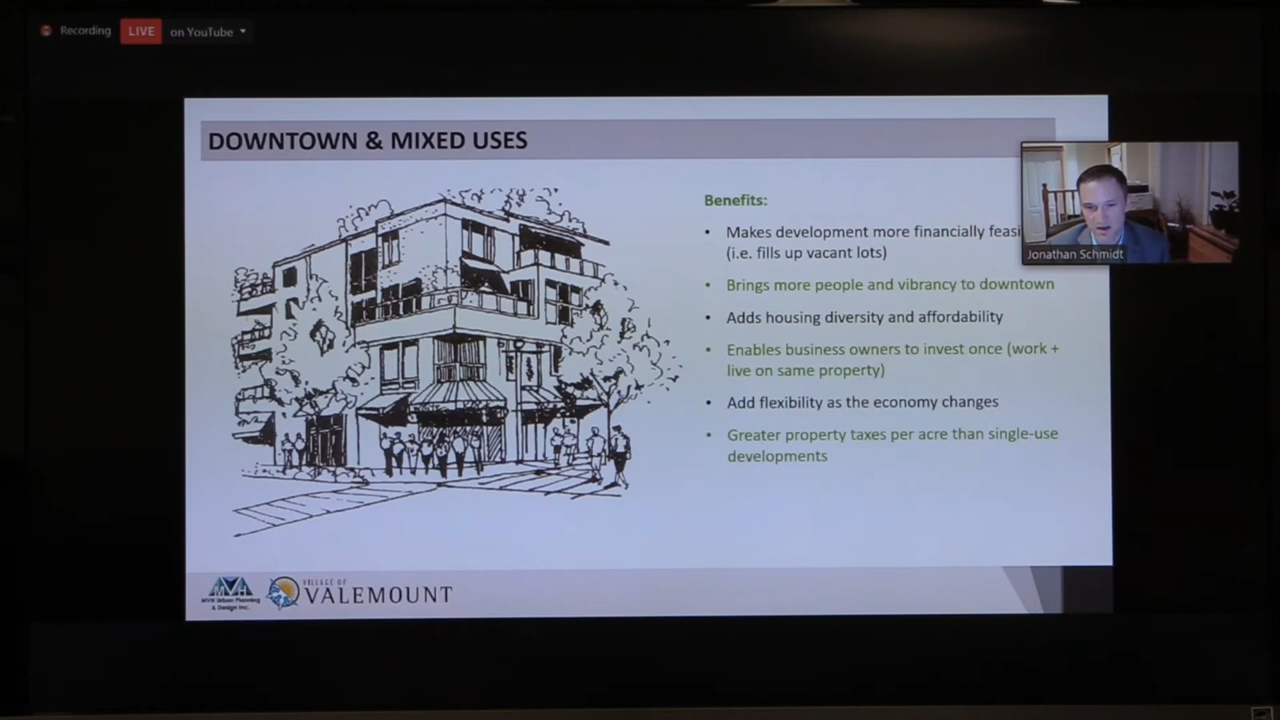 Recording
LIVE
on YouTube
DOWNTOWN & MIXED USES
Benefits:
• Makes development more financially feasi
(i.e. fills up vacant lots)
• Brings more people and vibrancy to downtown
• Adds housing diversity and affordability
• Enables business owners to invest once (work +
live on same property)
• Add flexibility as the economy changes
• Greater property taxes per acre than single-use
developments
Jonathan Schmidt
MVH
MVH Urban Planning
& Design Inc.
VILLAGE OF
VALEMOUNT